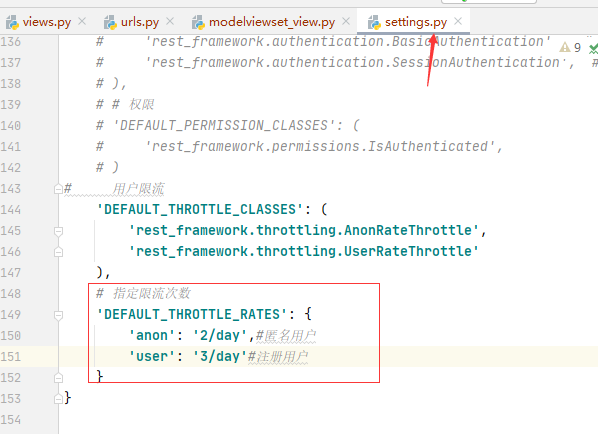 views.py × urls.py × modelviewset_view.py × settings.py ×
136 # 'rest_framework.authentication.BasicAuthentication' 9
137 # 'rest_framework.authentication.SessionAuthentication', #
138 # ),
139 # # 权限
140 # 'DEFAULT_PERMISSION_CLASSES': (
141 # 'rest_framework.permissions.IsAuthenticated',
142 # )
143 # 用户限流
144 'DEFAULT_THROTTLE_CLASSES': (
145 'rest_framework.throttling.AnonRateThrottle',
146 'rest_framework.throttling.UserRateThrottle'
147 ),
148 # 指定限流次数
149 'DEFAULT_THROTTLE_RATES': {
150 'anon': '2/day',#匿名用户
151 'user': '3/day'#注册用户
152 }
153 }
154